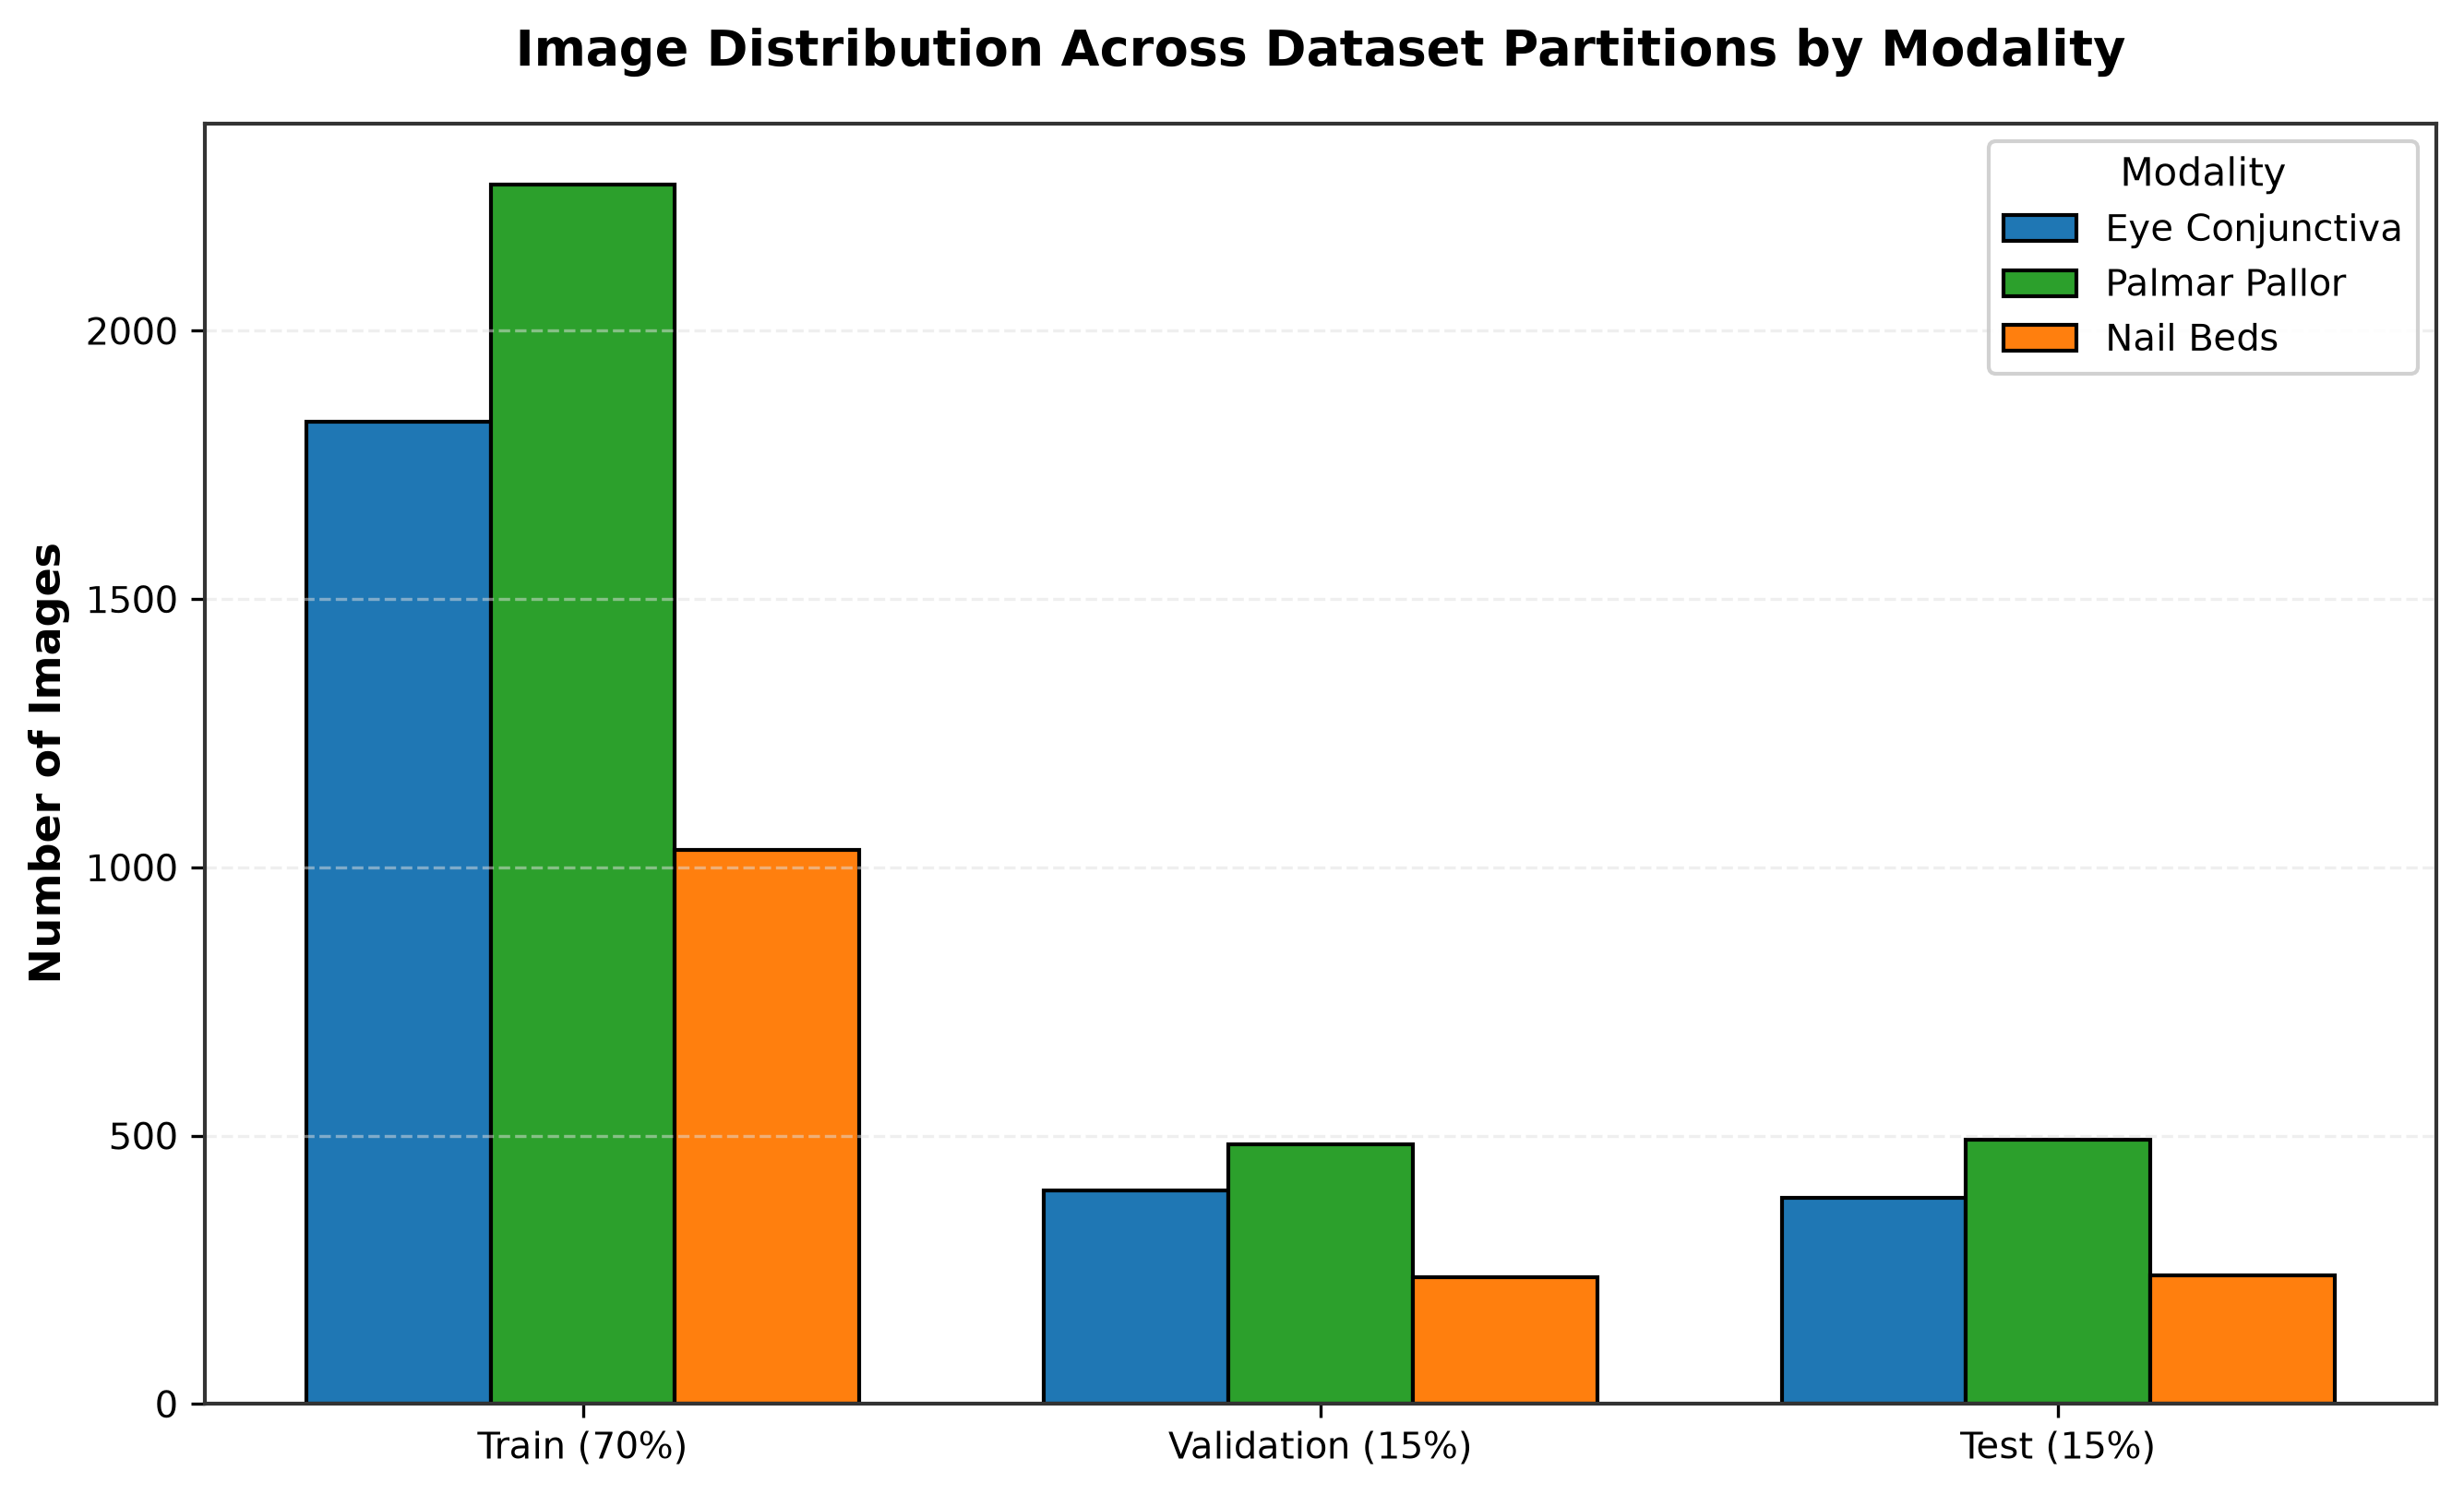 Image Distribution Across Dataset Partitions by Modality
Modality
Eye Conjunctiva
Palmar Pallor
Nail Beds
Number of Images
2000
1500
1000
500
0
Train (70%)
Validation (15%)
Test (15%)